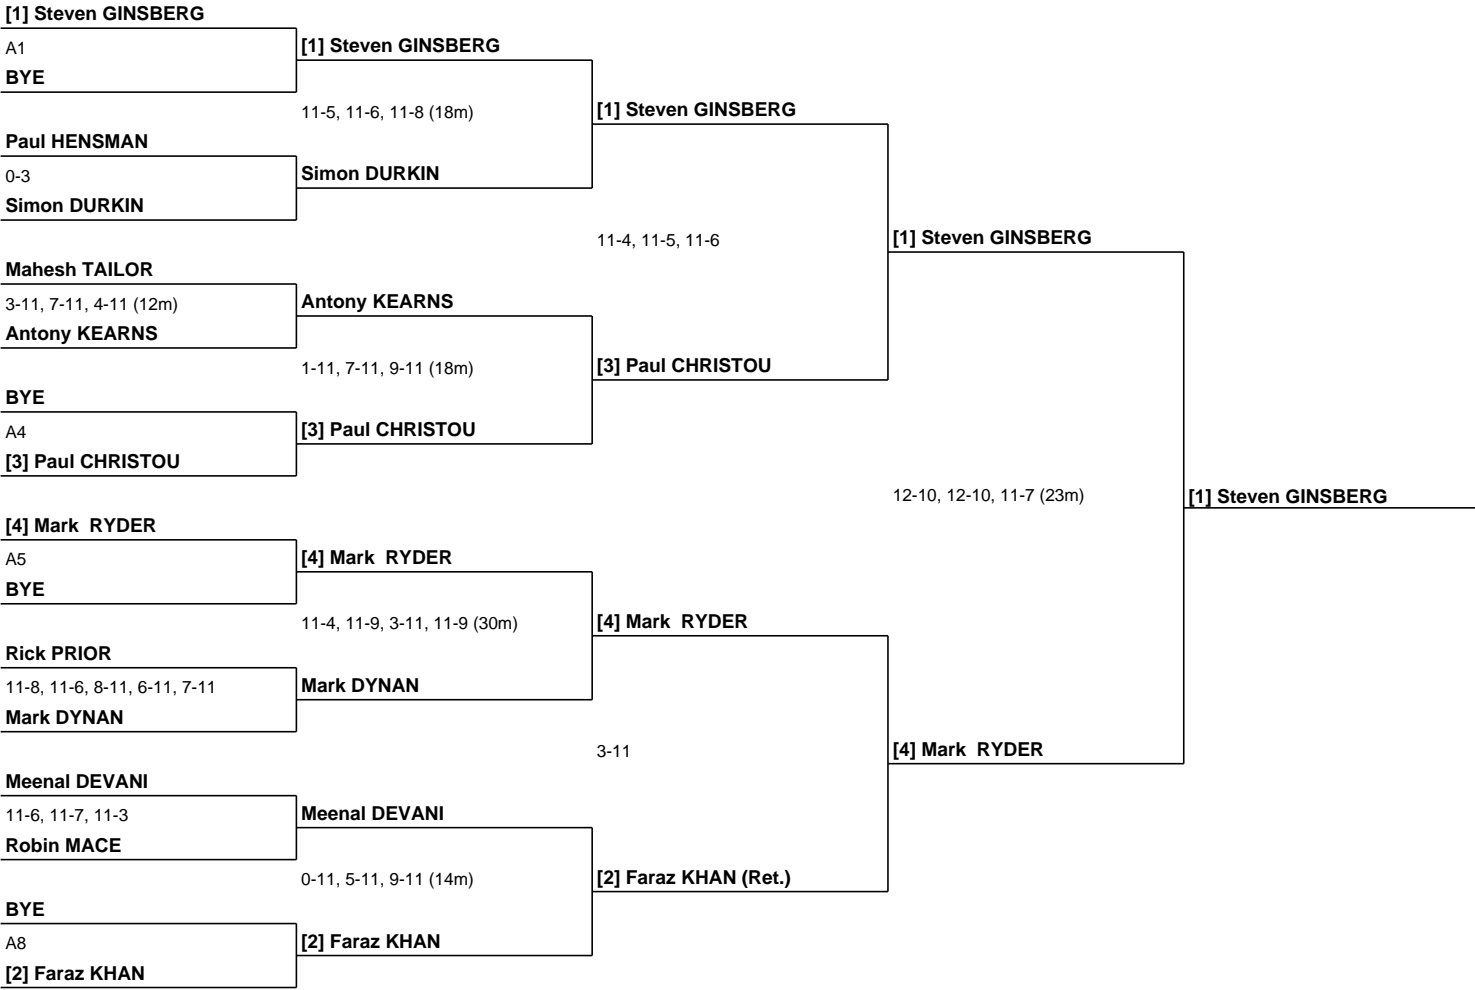 [1] Steven GINSBERG
A1
BYE
Paul HENSMAN
0-3
Simon DURKIN
Mahesh TAILOR
3-11, 7-11, 4-11 (12m)
Antony KEARNS
BYE
A4
[3] Paul CHRISTOU
[4] Mark RYDER
A5
BYE
Rick PRIOR
11-8, 11-6, 8-11, 6-11, 7-11
Mark DYNAN
Meenal DEVANI
11-6, 11-7, 11-3
Robin MACE
BYE
A8
[2] Faraz KHAN
[1] Steven GINSBERG
11-5, 11-6, 11-8 (18m)
Simon DURKIN
Antony KEARNS
1-11, 7-11, 9-11 (18m)
[3] Paul CHRISTOU
[4] Mark RYDER
11-4, 11-9, 3-11, 11-9 (30m)
Mark DYNAN
Meenal DEVANI
0-11, 5-11, 9-11 (14m)
[2] Faraz KHAN
[1] Steven GINSBERG
11-4, 11-5, 11-6
[3] Paul CHRISTOU
[4] Mark RYDER
3-11
[2] Faraz KHAN (Ret.)
[1] Steven GINSBERG
12-10, 12-10, 11-7 (23m)
[4] Mark RYDER
[1] Steven GINSBERG